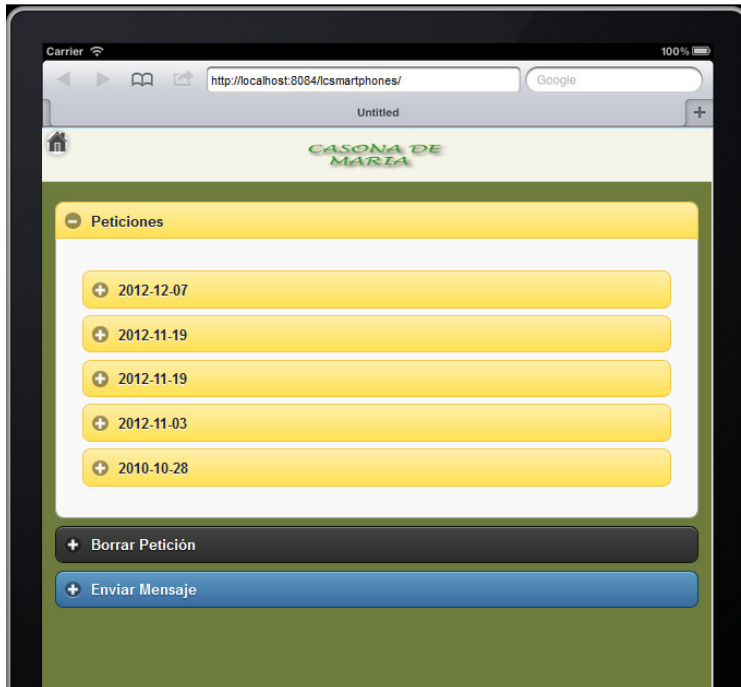 Carrier 100%
http://localhost:8084/lcsmartphones/ Google
Untitled
CASONA DE
MARIA
Peticiones
2012-12-07
2012-11-19
2012-11-19
2012-11-03
2010-10-28
Borrar Petición
Enviar Mensaje